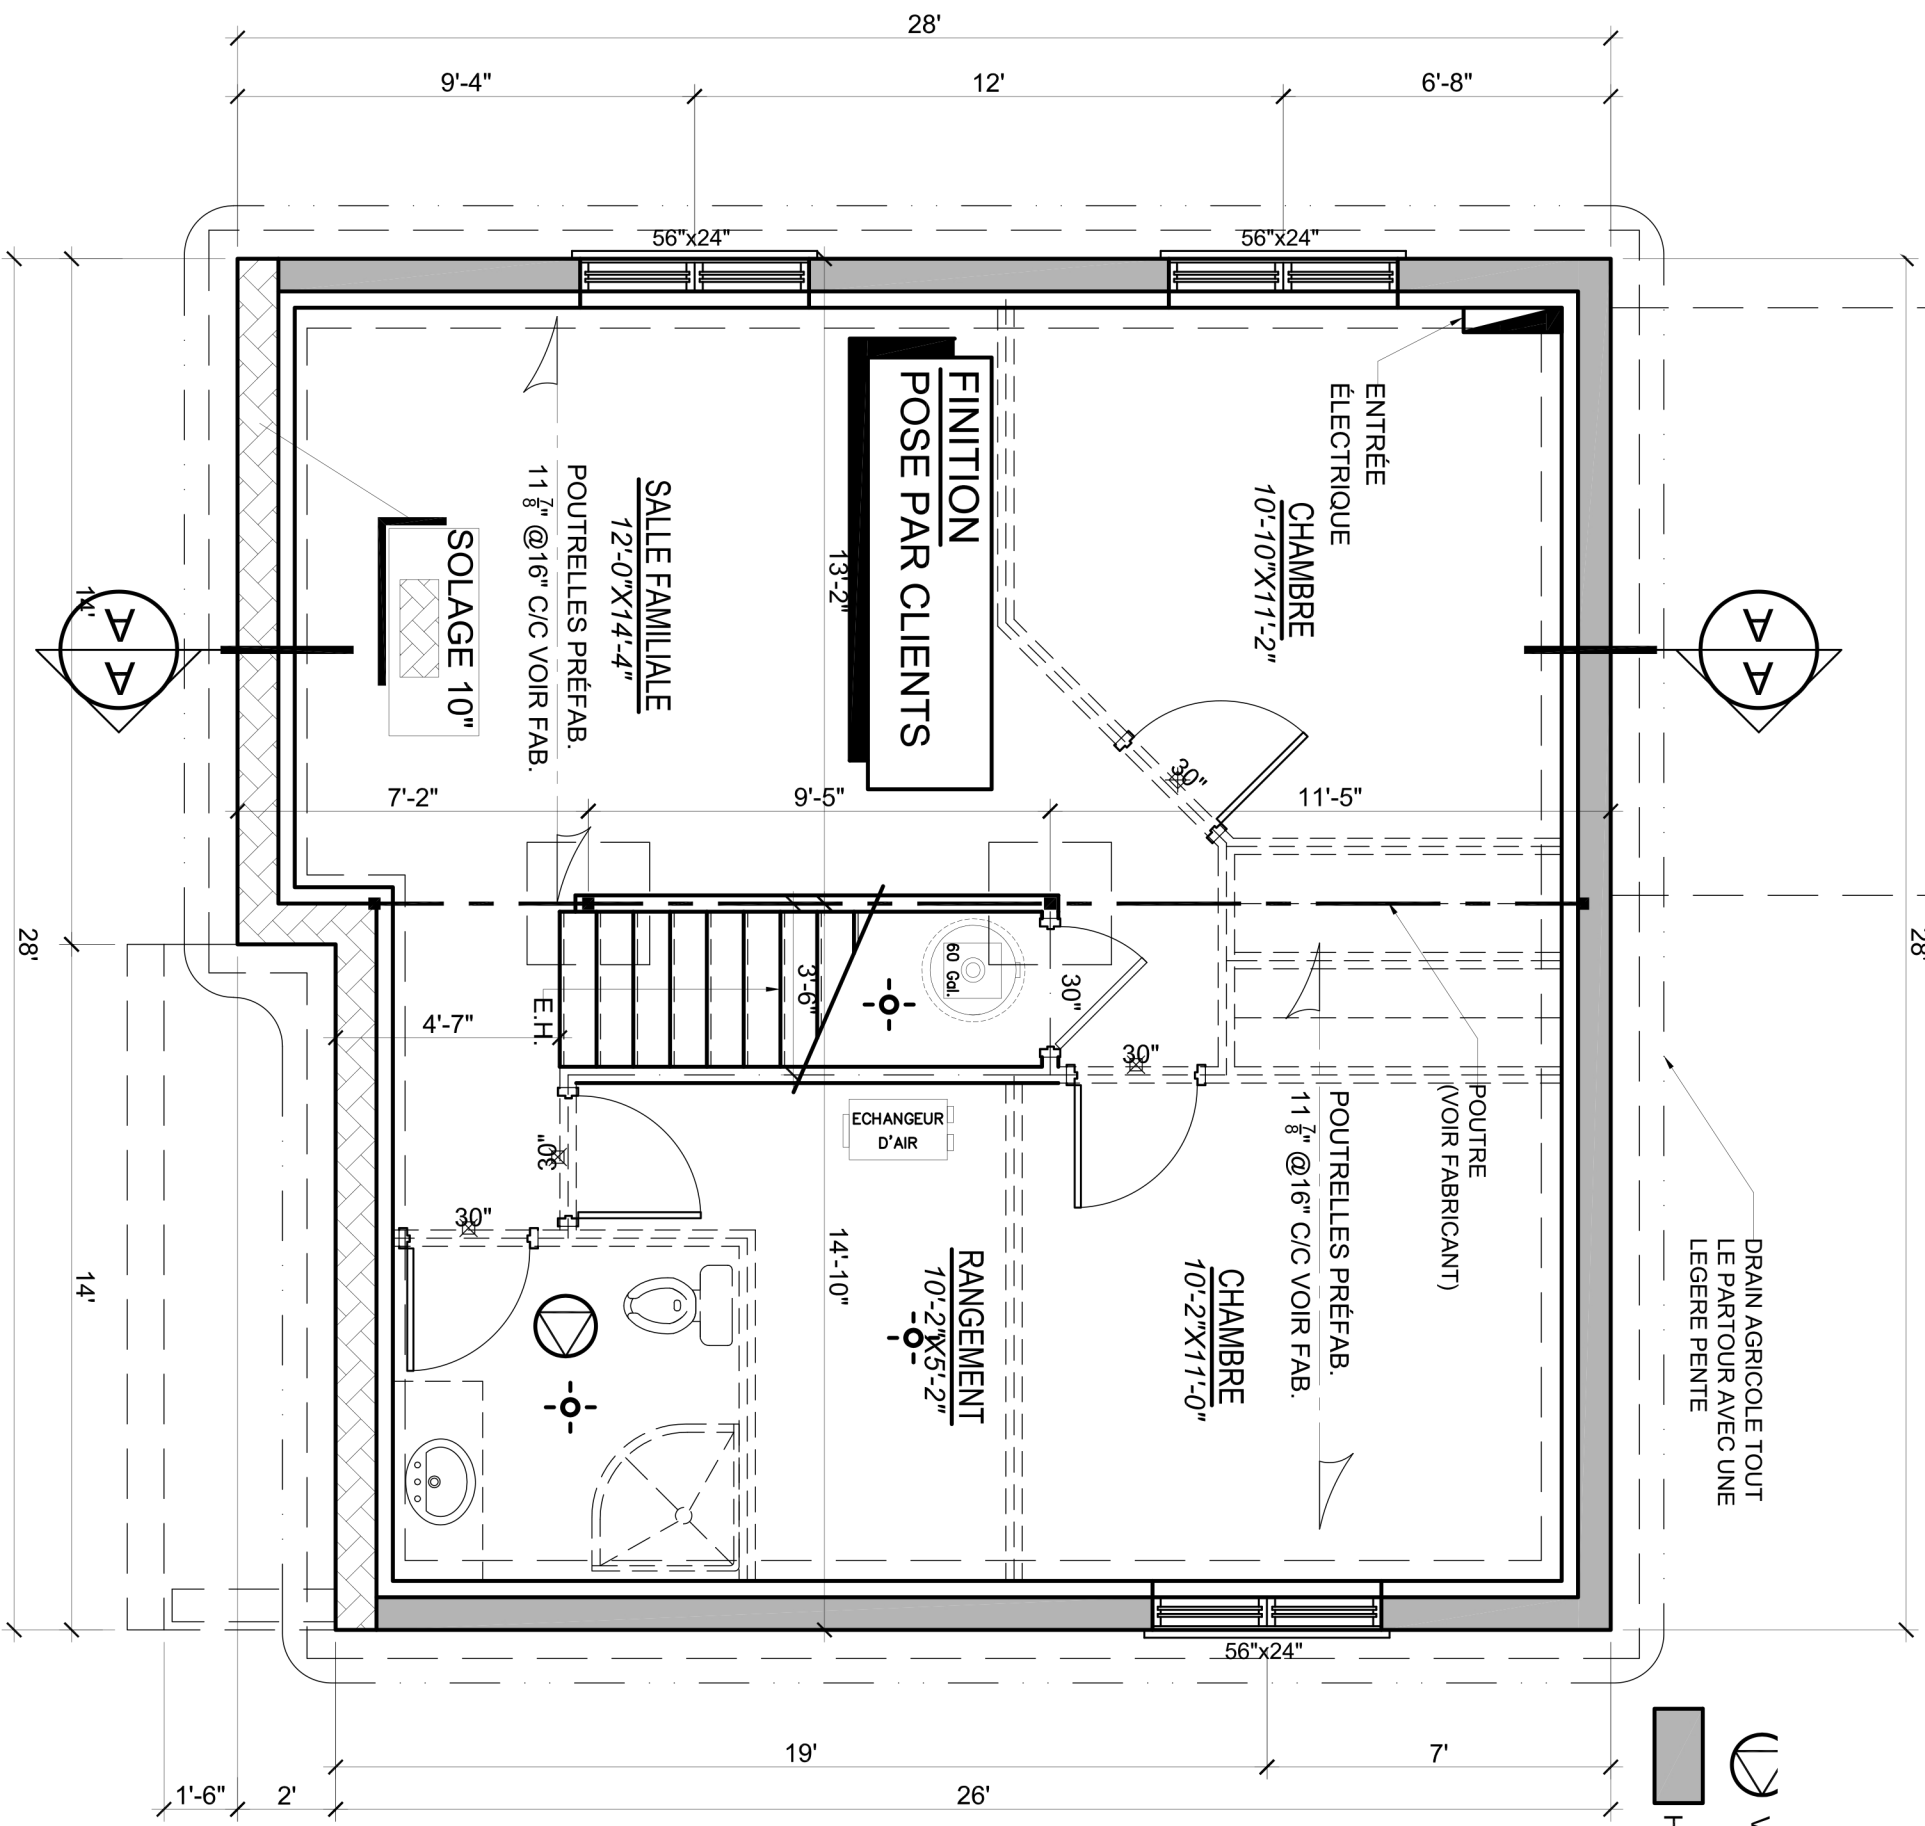 28'
9'-4"
12'
6'-8"
56"x24"
56"x24"
ENTRÉE
ÉLECTRIQUE
FINITION
POSE PAR CLIENTS
CHAMBRE
10'-10"X11'-2"
SALLE FAMILIALE
12'-0"X14'-4"
POUTRELLES PRÉFAB.
11 7/8" @16" C/C VOIR FAB.
SOLAGE 10"
13'-2"
14'
A
A
A
A
30"
7'-2"
9'-5"
11'-5"
28'
28'
60 Gal.
3'-6"
30"
E.H.
4'-7"
30"
POUTRE
(VOIR FABRICANT)
ECHANGEUR
D'AIR
30"
30"
POUTRELLES PRÉFAB.
11 7/8" @16" C/C VOIR FAB.
14'-10"
RANGEMENT
10'-2"X5'-2"
CHAMBRE
10'-2"X11'-0"
14'
DRAIN AGRICOLE TOUT
LE PARTOUR AVEC UNE
LEGERE PENTE
56"x24"
19'
7'
1'-6"
2'
26'